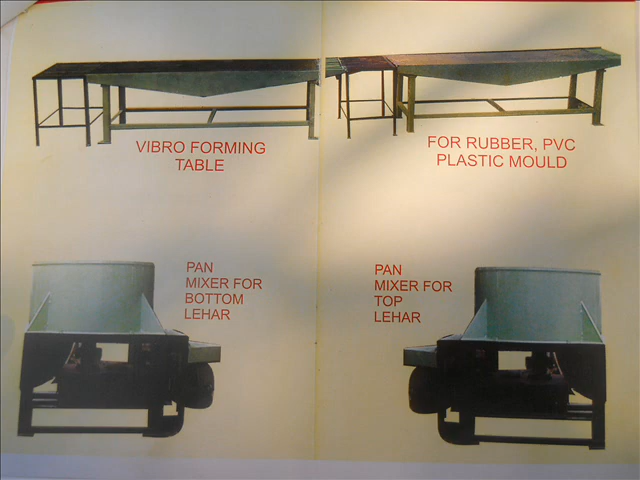 VIBRO FORMING
TABLE
FOR RUBBER, PVC
PLASTIC MOULD
PAN
MIXER FOR
BOTTOM
LEHAR
PAN
MIXER FOR
TOP
LEHAR